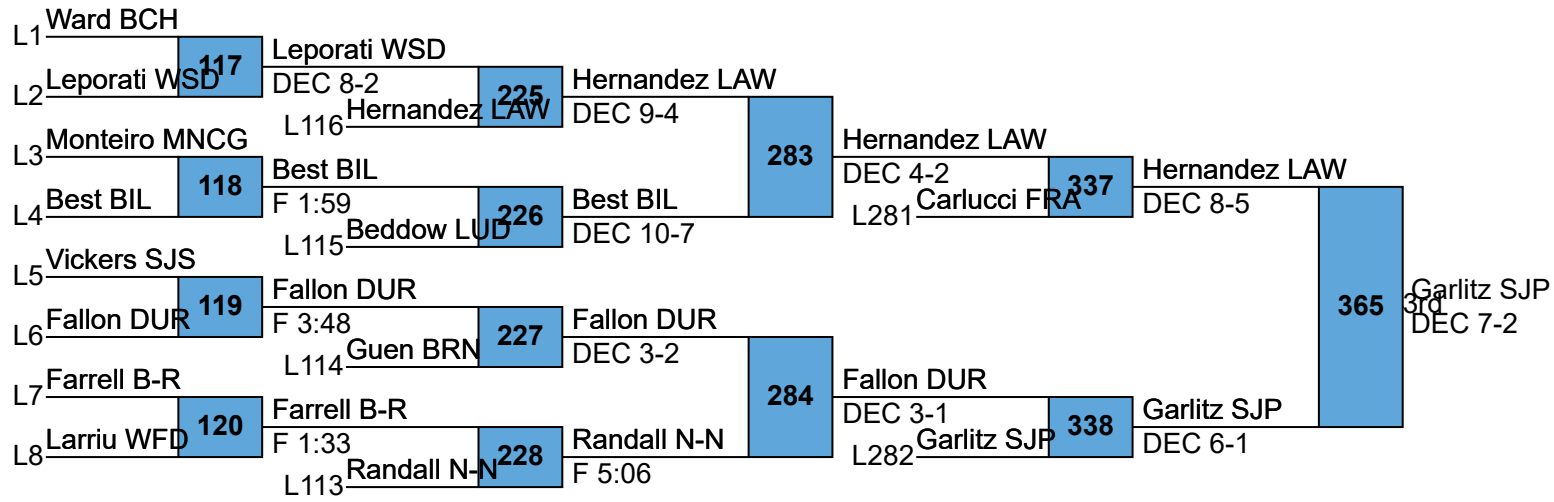 Ward BCH
L1
117
Leporati WSD
L2
Leporati WSD
DEC 8-2
225
Hernandez LAW
L116
Hernandez LAW
DEC 9-4
Monteiro MNCG
L3
118
Best BIL
L4
Best BIL
F 1:59
226
Beddow LUD
L115
Best BIL
DEC 10-7
283
Hernandez LAW
DEC 4-2
337
Carlucci FRA
L281
Hernandez LAW
DEC 8-5
Vickers SJS
L5
119
Fallon DUR
L6
Fallon DUR
F 3:48
227
Guen BRN
L114
Fallon DUR
DEC 3-2
Farrell B-R
L7
120
Larriu WFD
L8
Farrell B-R
F 1:33
228
Randall N-N
L113
Randall N-N
F 5:06
284
Fallon DUR
DEC 3-1
338
Garlitz SJP
L282
Garlitz SJP
DEC 6-1
365
3rd
Garlitz SJP
DEC 7-2